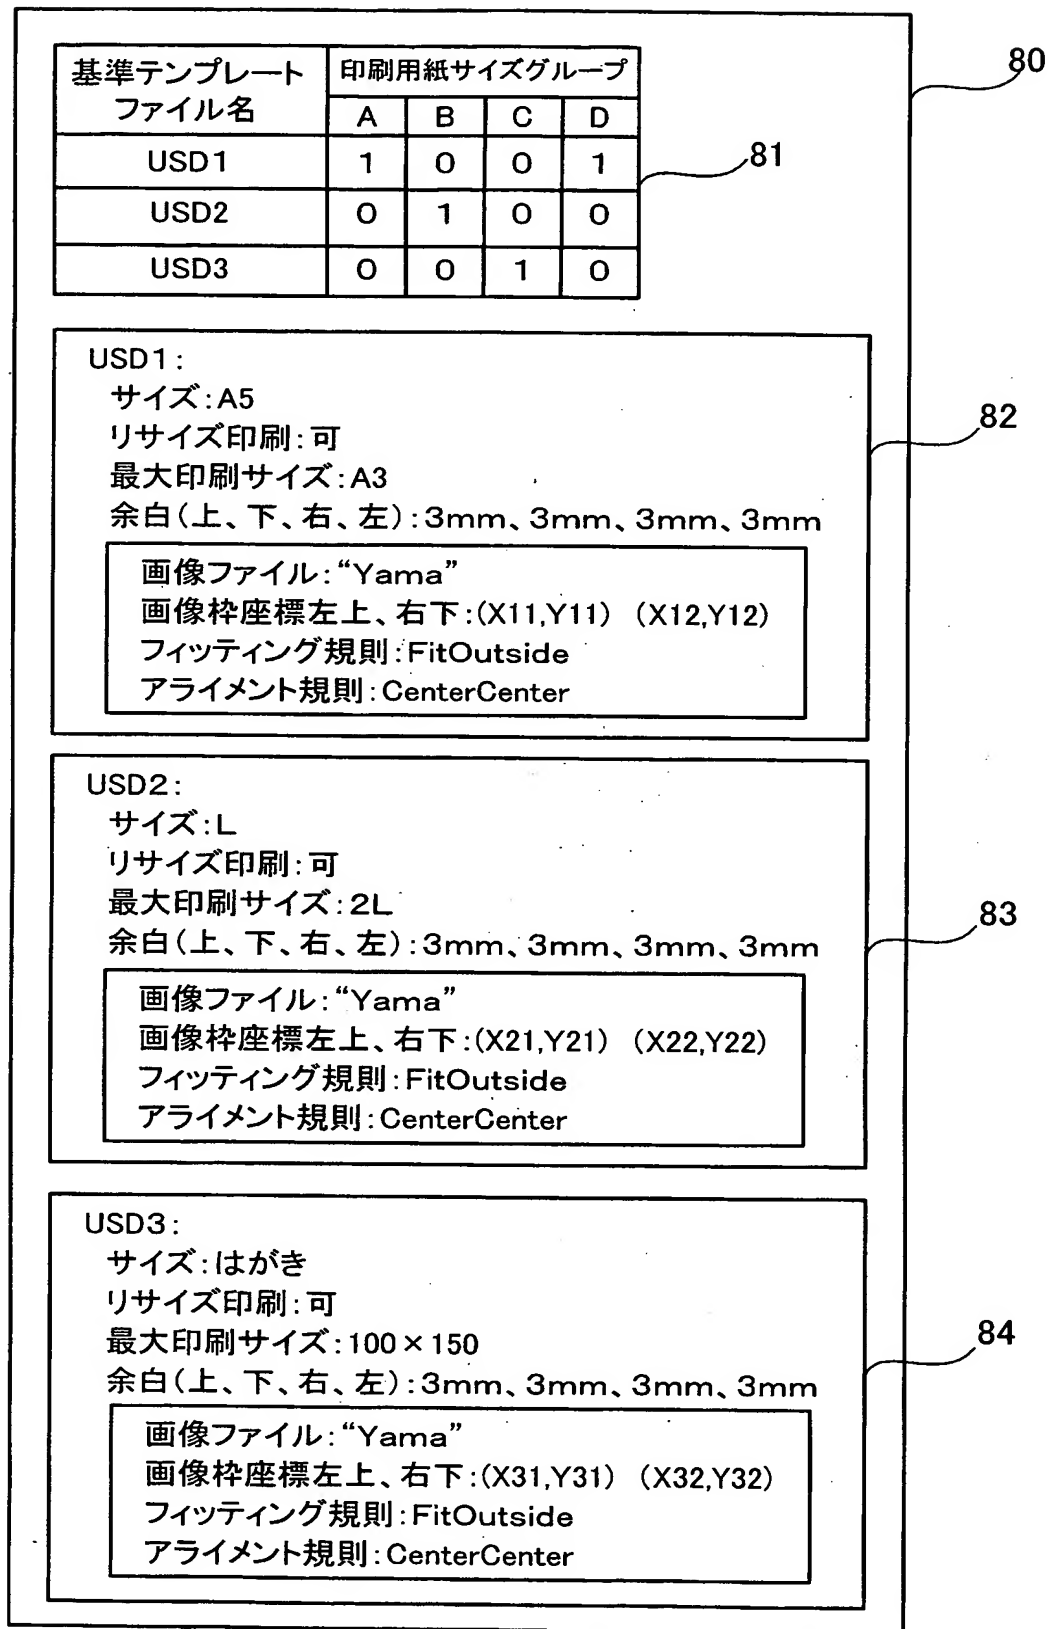 80
基準テンプレート 印刷用紙サイズグループ
ファイル名 A B C D
USD1 1 0 0 1
81
USD2 0 1 0 0
USD3 0 0 1 0
USD1:
サイズ:A5
82
リサイズ印刷:可
最大印刷サイズ:A3
余白(上、下、右、左):3mm、3mm、3mm、3mm
画像ファイル:“Yama”
画像枠座標左上、右下:(X11,Y11) (X12,Y12)
フィッティング規則:FitOutside
アライメント規則:CenterCenter
USD2:
サイズ:L
リサイズ印刷:可
最大印刷サイズ:2L
83
余白(上、下、右、左):3mm、3mm、3mm、3mm
画像ファイル:“Yama”
画像枠座標左上、右下:(X21,Y21) (X22,Y22)
フィッティング規則:FitOutside
アライメント規則:CenterCenter
USD3:
サイズ:はがき
リサイズ印刷:可
最大印刷サイズ:100×150
84
余白(上、下、右、左):3mm、3mm、3mm、3mm
画像ファイル:“Yama”
画像枠座標左上、右下:(X31,Y31) (X32,Y32)
フィッティング規則:FitOutside
アライメント規則:CenterCenter